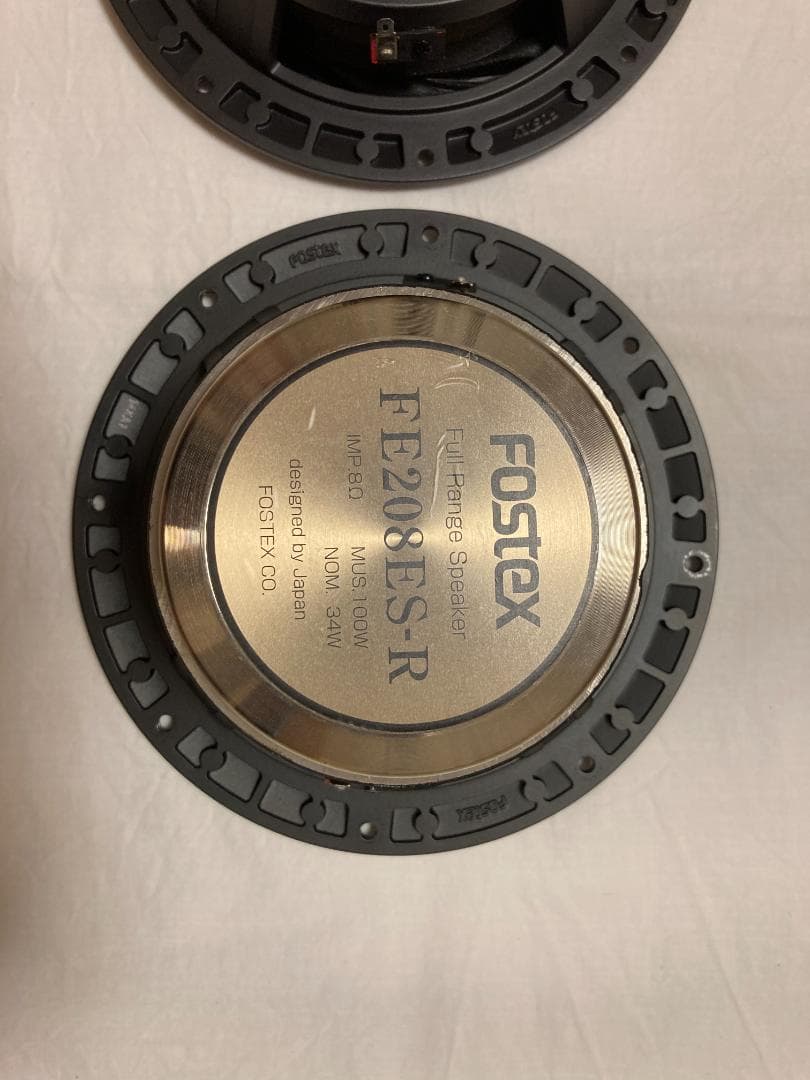 FOSTEX
Full-Range Speaker
FE208ES-R
IMP.8Ω MUS.100W
NOM. 34W
designed by Japan
FOSTEX CO.
FOSTEX
FOSTEX